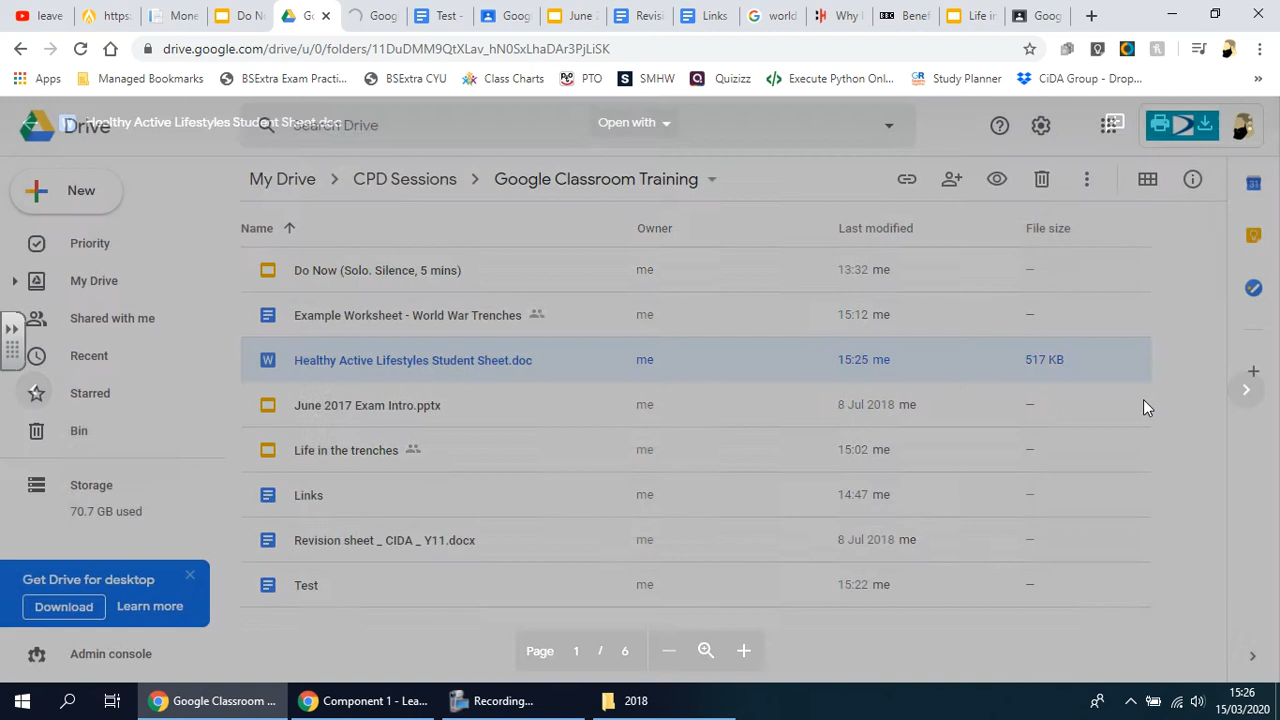 leave
https:
Mone
Do N
G
Goog
Test -
Goog
June 2
Revis
Links
world
Why I
Benef
Life in
Goog
drive.google.com/drive/u/0/folders/11DuDMM9QtXLav_hN0SxLhaDAr3PjLiSK
Apps
Managed Bookmarks
BSExtra Exam Practi...
BSExtra CYU
Class Charts
PTO
SMHW
Quizizz
Execute Python Onl...
Study Planner
CiDA Group - Drop...
Drive
Healthy Active Lifestyles Student Sheet.doc
Search Drive
Open with
New
My Drive
CPD Sessions
Google Classroom Training
Name
Owner
Last modified
File size
Priority
My Drive
Shared with me
Recent
Starred
Bin
Storage
70.7 GB used
Do Now (Solo. Silence, 5 mins)
me
13:32 me
—
Example Worksheet - World War Trenches
me
15:12 me
—
Healthy Active Lifestyles Student Sheet.doc
me
15:25 me
517 KB
June 2017 Exam Intro.pptx
me
8 Jul 2018 me
—
Life in the trenches
me
15:02 me
—
Links
me
14:47 me
—
Revision sheet _ CIDA _ Y11.docx
me
8 Jul 2018 me
—
Test
me
15:22 me
—
Get Drive for desktop
Download
Learn more
Admin console
Page 1 / 6
Google Classroom ...
Component 1 - Lea...
Recording...
2018
15:26
15/03/2020